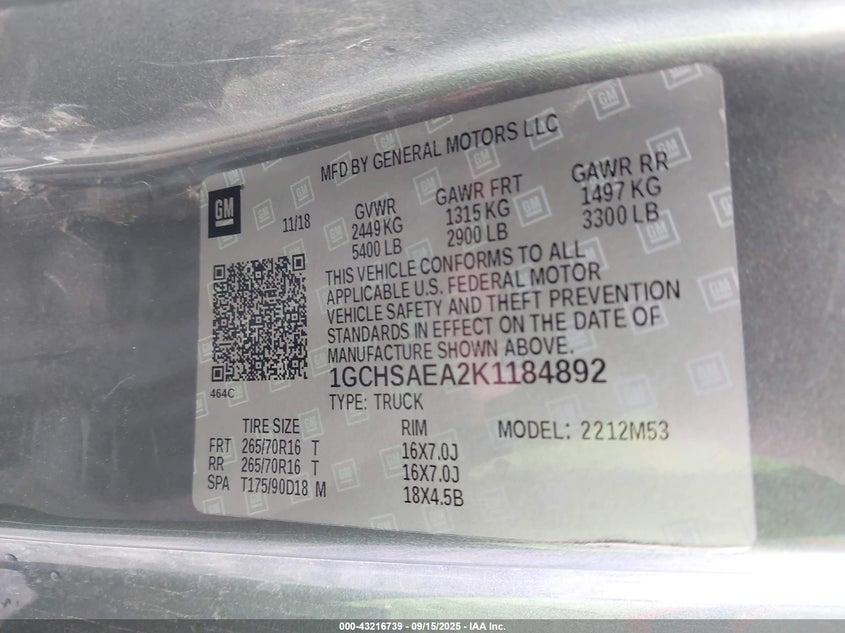 MFD BY GENERAL MOTORS LLC
GM
11/18
GVWR
2449 KG
5400 LB
GAWR FRT
1315 KG
2900 LB
GAWR RR
1497 KG
3300 LB
THIS VEHICLE CONFORMS TO ALL
APPLICABLE U.S. FEDERAL MOTOR
VEHICLE SAFETY AND THEFT PREVENTION
STANDARDS IN EFFECT ON THE DATE OF
MANUFACTURE SHOWN ABOVE.
464C
1GCHSAEA2K1184892
TYPE: TRUCK
TIRE SIZE RIM MODEL: 2212M53
FRT 265/70R16 T 16X7.0J
RR 265/70R16 T 16X7.0J
SPA T175/90D18 M 18X4.5B
000-43216739 - 09/15/2025 - IAA Inc.